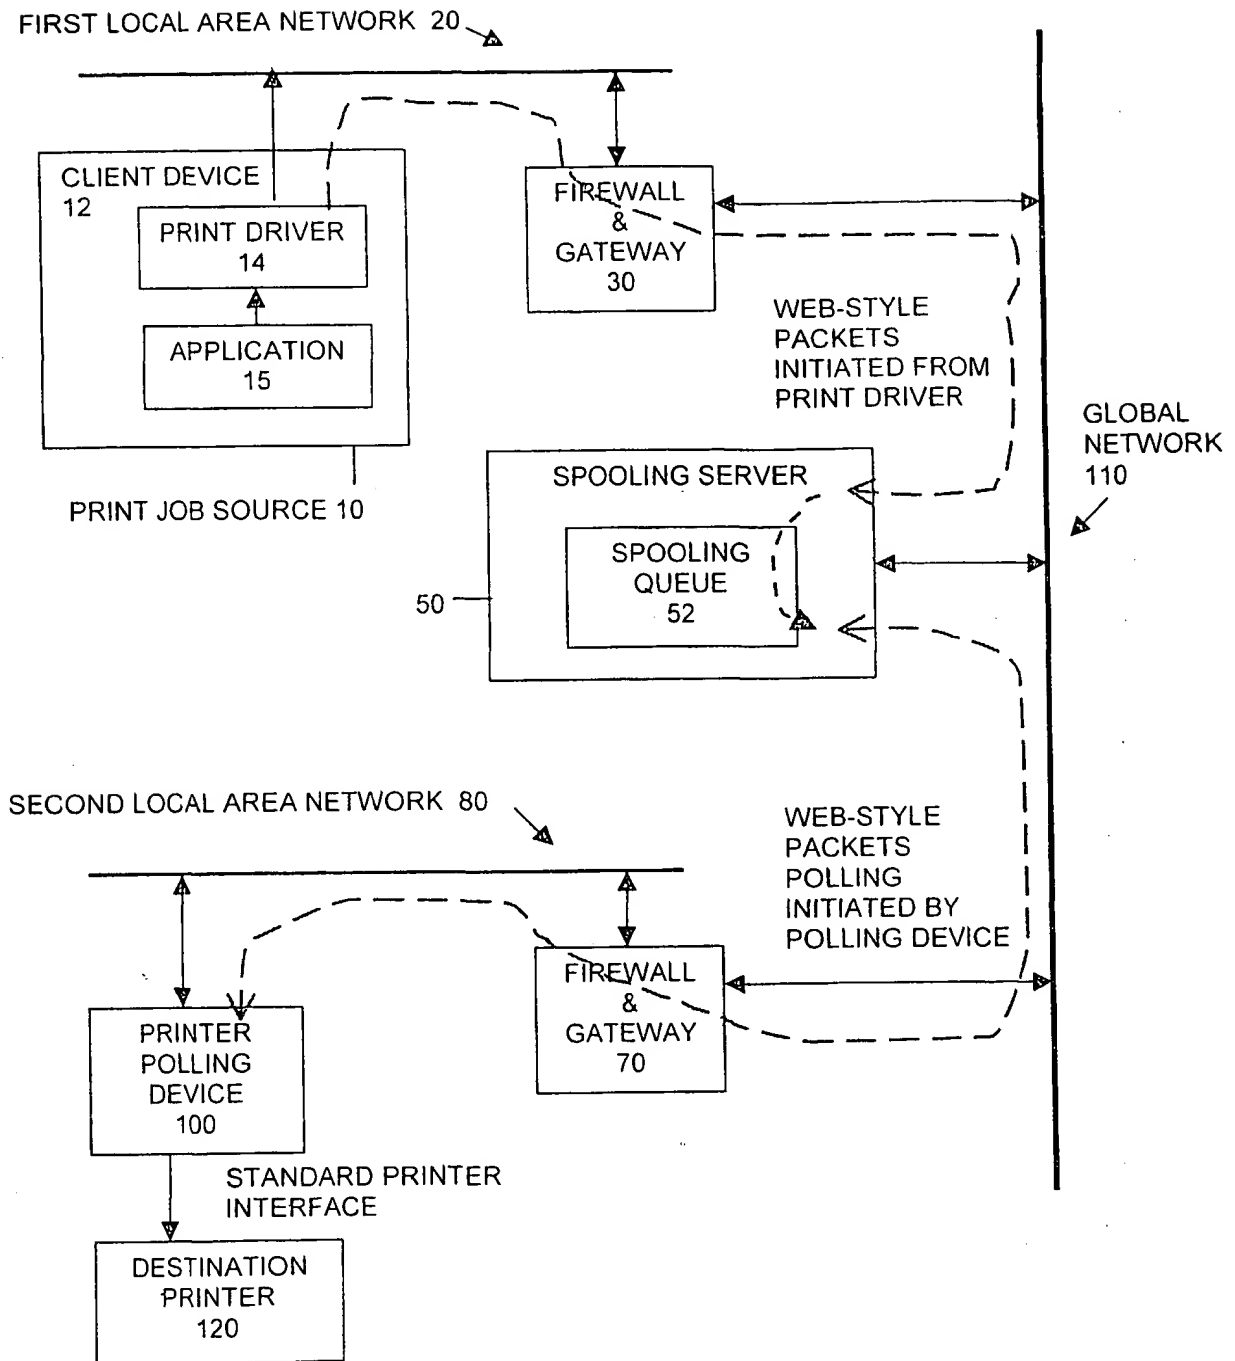 FIRST LOCAL AREA NETWORK 20
CLIENT DEVICE
12
PRINT DRIVER
14
APPLICATION
15
PRINT JOB SOURCE 10
FIREWALL
&
GATEWAY
30
WEB-STYLE
PACKETS
INITIATED FROM
PRINT DRIVER
GLOBAL
NETWORK
110
SPOOLING SERVER
SPOOLING
QUEUE
52
50
SECOND LOCAL AREA NETWORK 80
WEB-STYLE
PACKETS
POLLING
INITIATED BY
POLLING DEVICE
FIREWALL
&
GATEWAY
70
PRINTER
POLLING
DEVICE
100
STANDARD PRINTER
INTERFACE
DESTINATION
PRINTER
120